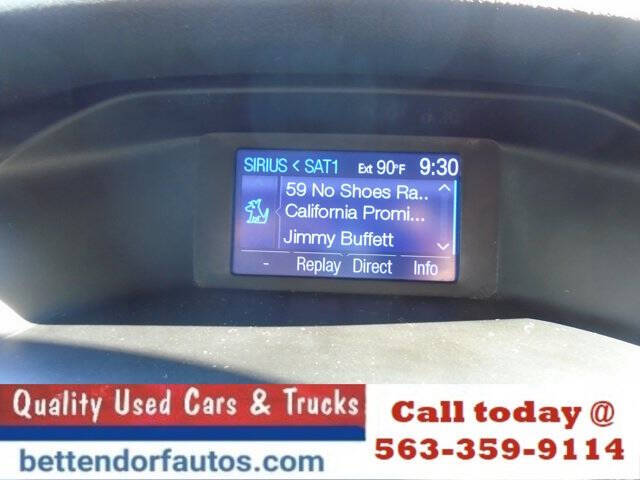 SIRIUS < SAT1 Ext 90°F 9:30
59 No Shoes Ra..
California Promi...
Jimmy Buffett
- Replay Direct Info
Quality Used Cars & Trucks
bettendorfautos.com
Call today @
563-359-9114